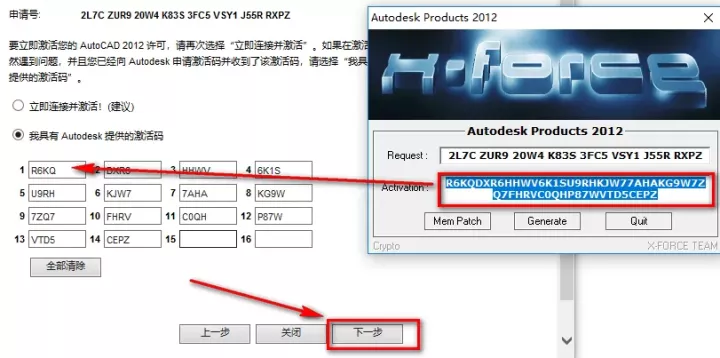 申请号: 2L7C ZUR9 20W4 K83S 3FC5 VSY1 J55R RXPZ
要立即激活您的 AutoCAD 2012 许可，请再次选择“立即连接并激活”。如果在激活
然遇到问题，并且您已经向 Autodesk 申请激活码并收到了该激活码，请选择“我具
提供的激活码”。
立即连接并激活! (建议)
我具有 Autodesk 提供的激活码
1 R6KQ 2 DXR6 3 HHWV 4 6K1S
5 U9RH 6 KJW7 7 7AHA 8 KG9W
9 7ZQ7 10 FHRV 11 C0QH 12 P87W
13 VTD5 14 CEPZ 15 16
全部清除
上一步 关闭 下一步
Autodesk Products 2012
X-FORCE
Autodesk Products 2012
Request : 2L7C ZUR9 20W4 K83S 3FC5 VSY1 J55R RXPZ
Activation : R6KQDXR6HHWV6K1SU9RHKJW77AHAKG9W7Z
Q7FHRVC0QHP87WVTD5CEPZ
Mem Patch Generate Quit
Crypto X-FORCE TEAM